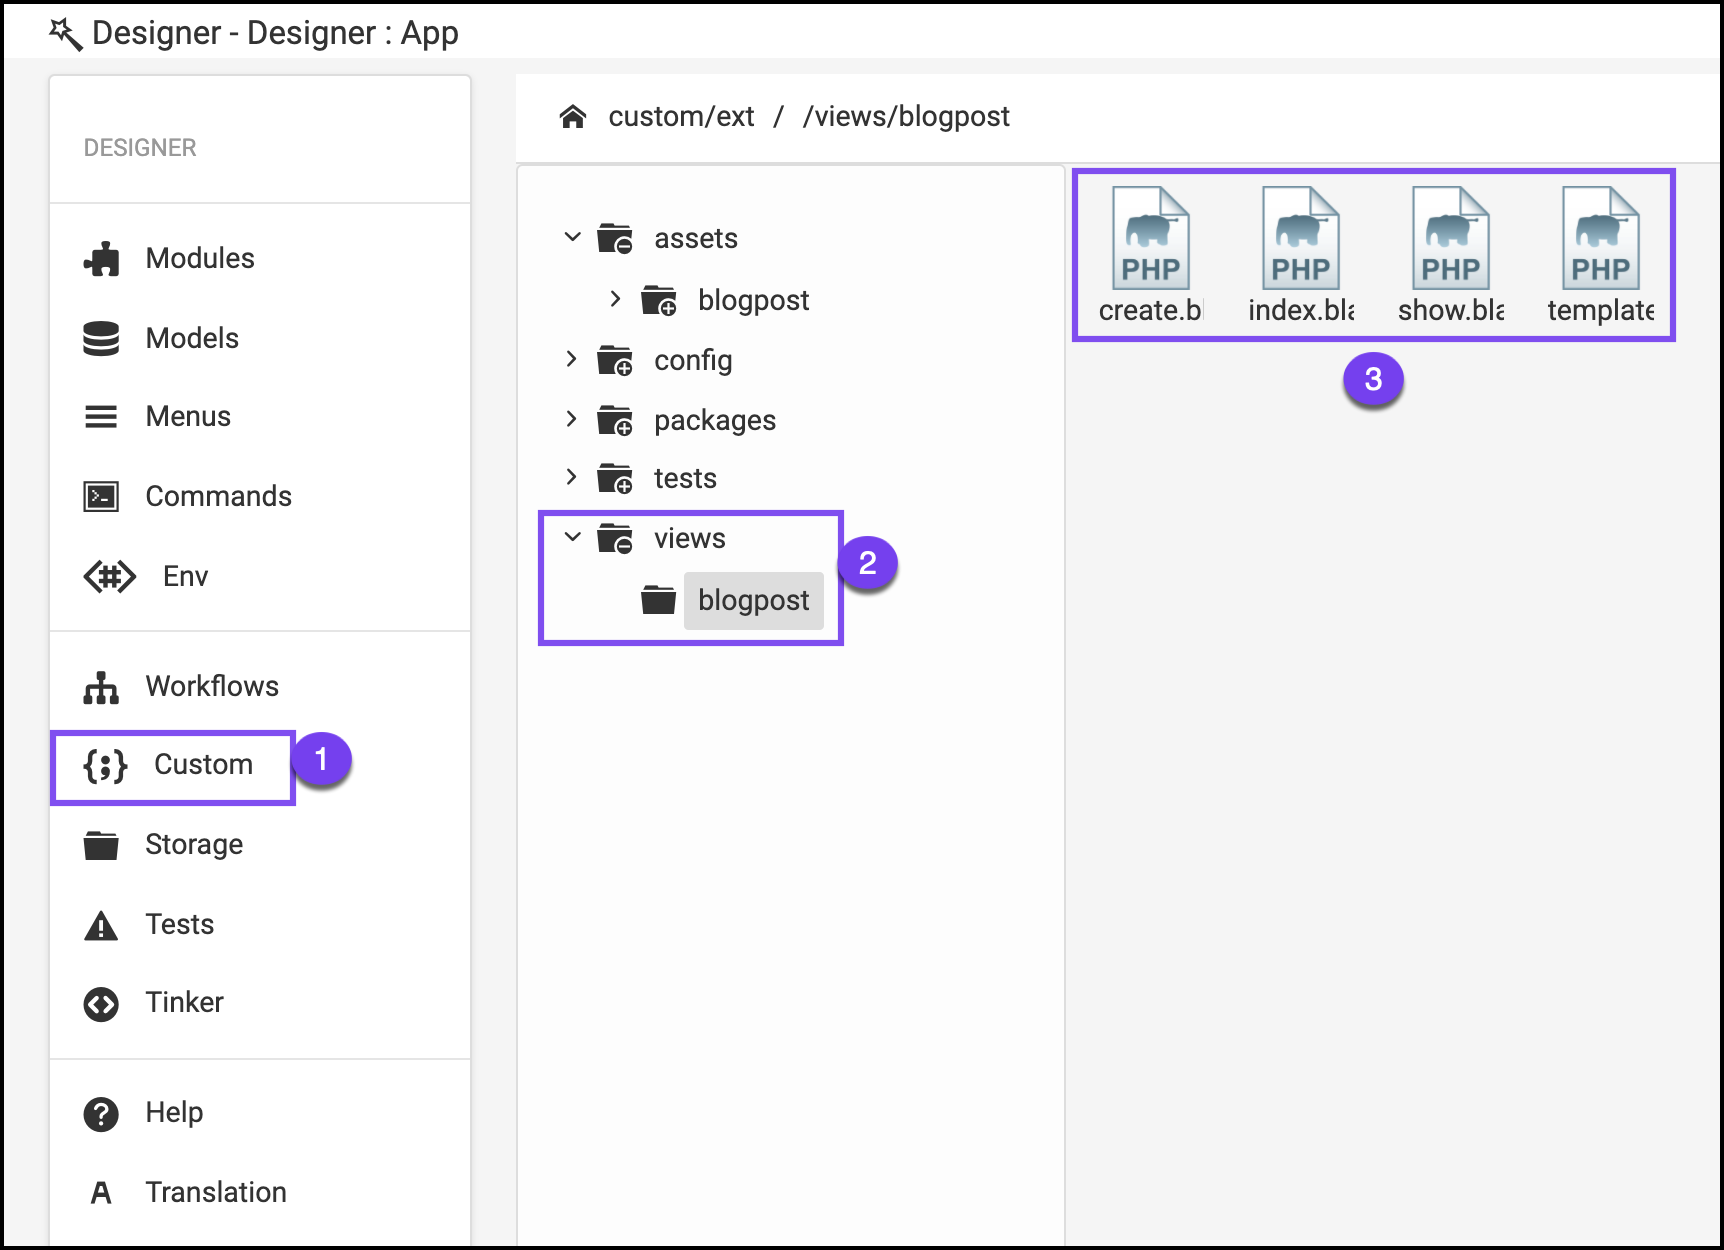 Designer - Designer : App
DESIGNER
Modules
Models
Menus
Commands
Env
Workflows
Custom
1
Storage
Tests
Tinker
Help
A Translation
custom/ext / /views/blogpost
assets
blogpost
config
packages
tests
views
blogpost
2
PHP PHP PHP PHP
create.bl index.bla show.bla template
3